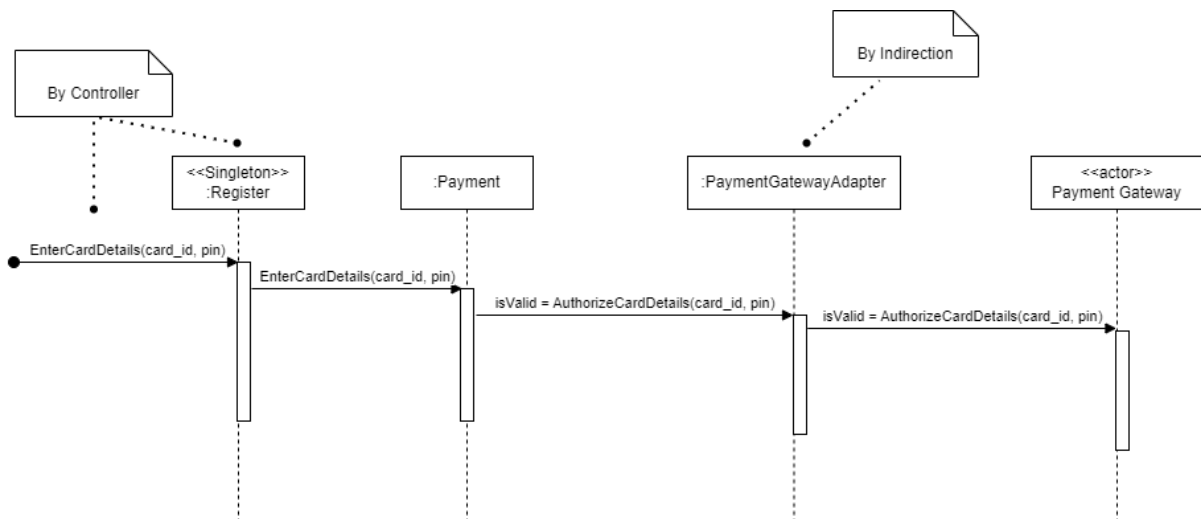 By Indirection
By Controller
<<Singleton>>
:Register
:Payment
:PaymentGatewayAdapter
<<actor>>
Payment Gateway
EnterCardDetails(card_id, pin)
EnterCardDetails(card_id, pin)
isValid = AuthorizeCardDetails(card_id, pin)
isValid = AuthorizeCardDetails(card_id, pin)